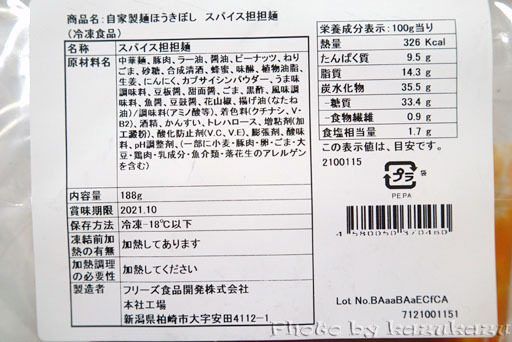 商品名：自家製麺ほうきぼし スパイス担担麺
（冷凍食品）
名称 スパイス担担麺
原材料名 中華麺、豚肉、ラー油、醤油、ピーナッツ、ねり
ごま、砂糖、合成清酒、蜂蜜、味醂、植物油脂、
生姜、にんにく、カプサイシンパウダー、うま味
調味料、豆板醤、甜面醤、ごま、黒酢、風味調
味料、魚醤、豆鼓醤、花山椒、揚げ油(なたね
油)/調味料(アミノ酸等)、着色料(クチナシ、V・
B2)、酒精、かんすい、トレハロース、増粘剤(加
工澱粉)、酸化防止剤(V.C、V.E)、膨張剤、酸味
料、pH調整剤、(一部に小麦・豚肉・卵・ごま・大
豆・鶏肉・乳成分・魚介類・落花生のアレルゲン
を含む)
内容量 188g
賞味期限 2021.10
保存方法 冷凍-18℃以下
凍結前加熱の有無 加熱してあります
加熱調理の必要性 加熱してください
製造者 フリーズ食品開発株式会社
本社工場
新潟県柏崎市大字安田4112-1
栄養成分表示：100g当り
熱量 326 Kcal
たんぱく質 9.5 g
脂質 14.3 g
炭水化物 35.5 g
-糖質 33.4 g
-食物繊維 0.9 g
食塩相当量 1.7 g
この表示値は、目安です。
2100115
プラ 袋
PE,PA
4 580050 370460
Lot No.BAaaBAaECfCA
7121001151
Photo by kazukazu